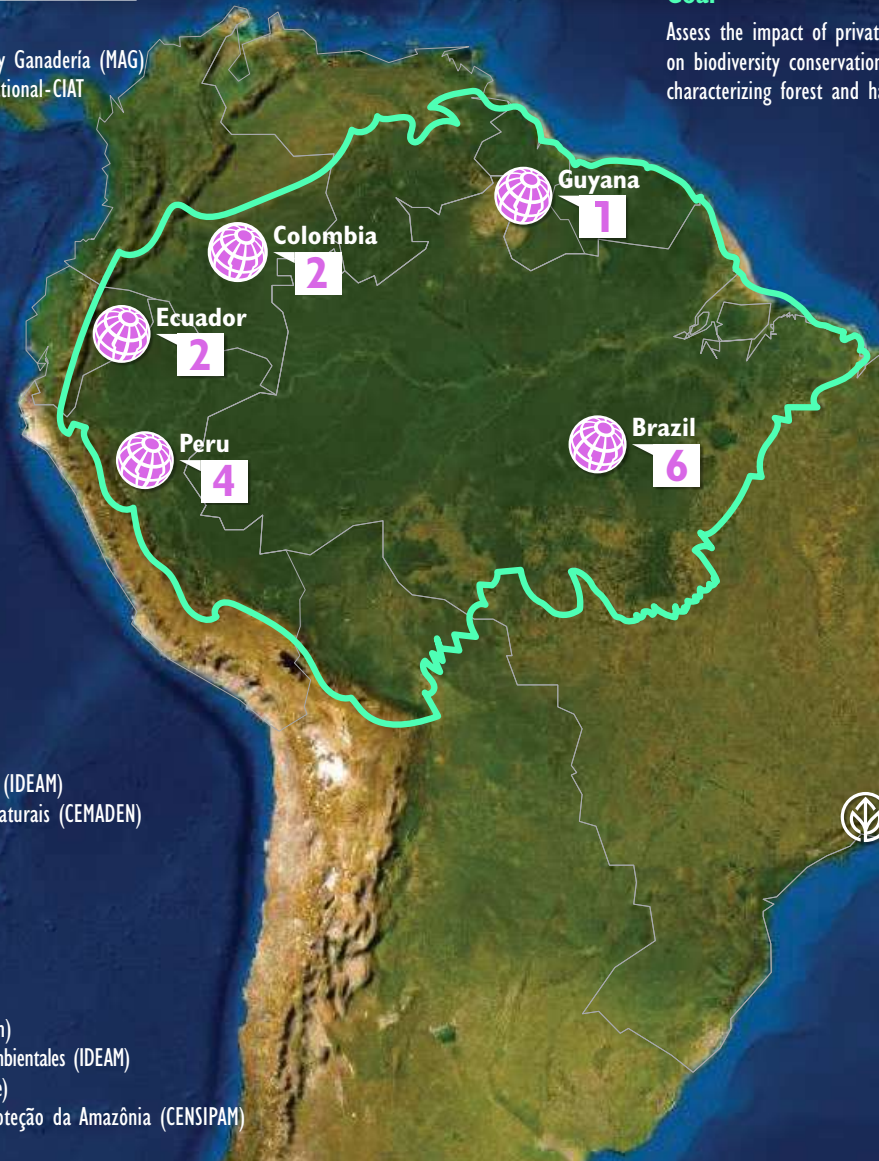 y Ganadería (MAG)
tional-CIAT
Assess the impact of privat
on biodiversity conservation
characterizing forest and ha
Guyana
1
Colombia
2
Ecuador
2
Peru
4
Brazil
6
(IDEAM)
aturais (CEMADEN)
n)
mbientales (IDEAM)
e)
oteção da Amazônia (CENSIPAM)